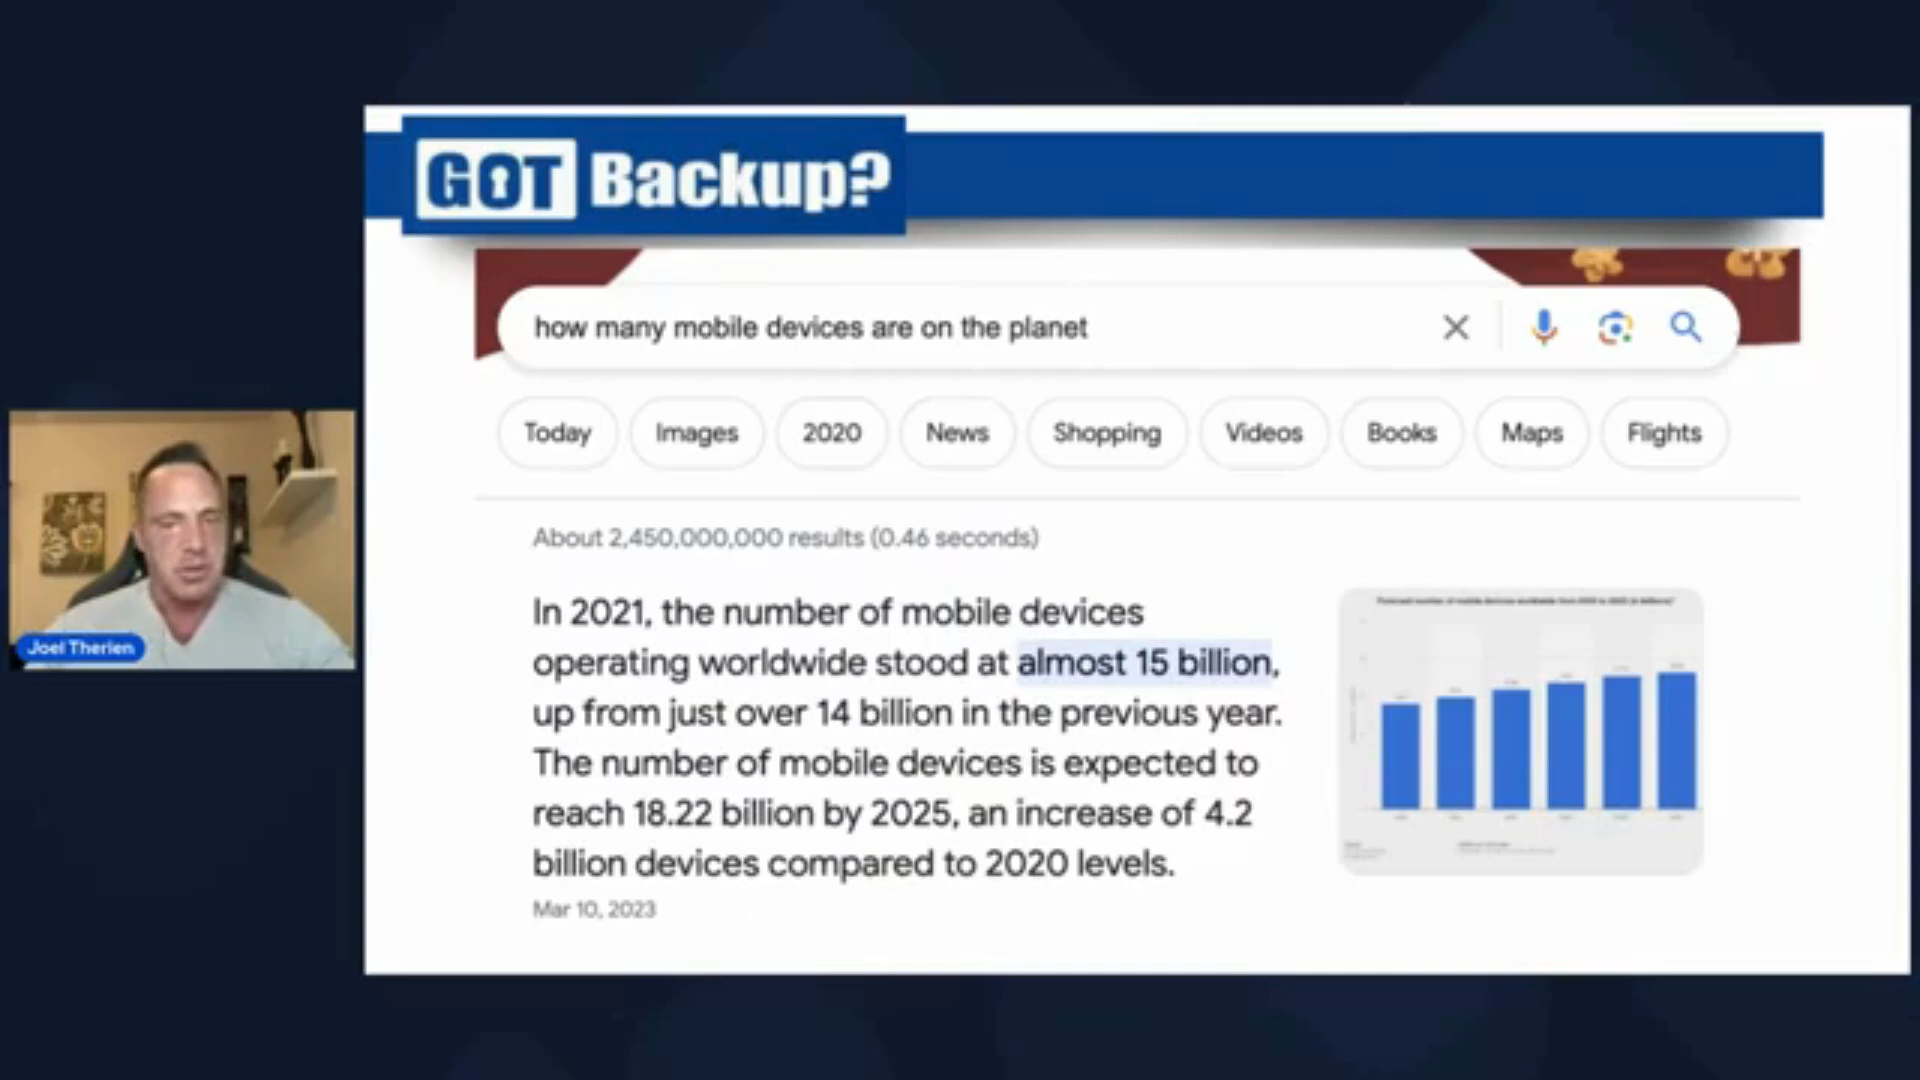 GOT Backup?
how many mobile devices are on the planet
Today Images 2020 News Shopping Videos Books Maps Flights
About 2,450,000,000 results (0.46 seconds)
In 2021, the number of mobile devices
operating worldwide stood at almost 15 billion,
up from just over 14 billion in the previous year.
The number of mobile devices is expected to
reach 18.22 billion by 2025, an increase of 4.2
billion devices compared to 2020 levels.
Mar 10, 2023
Joel Therien